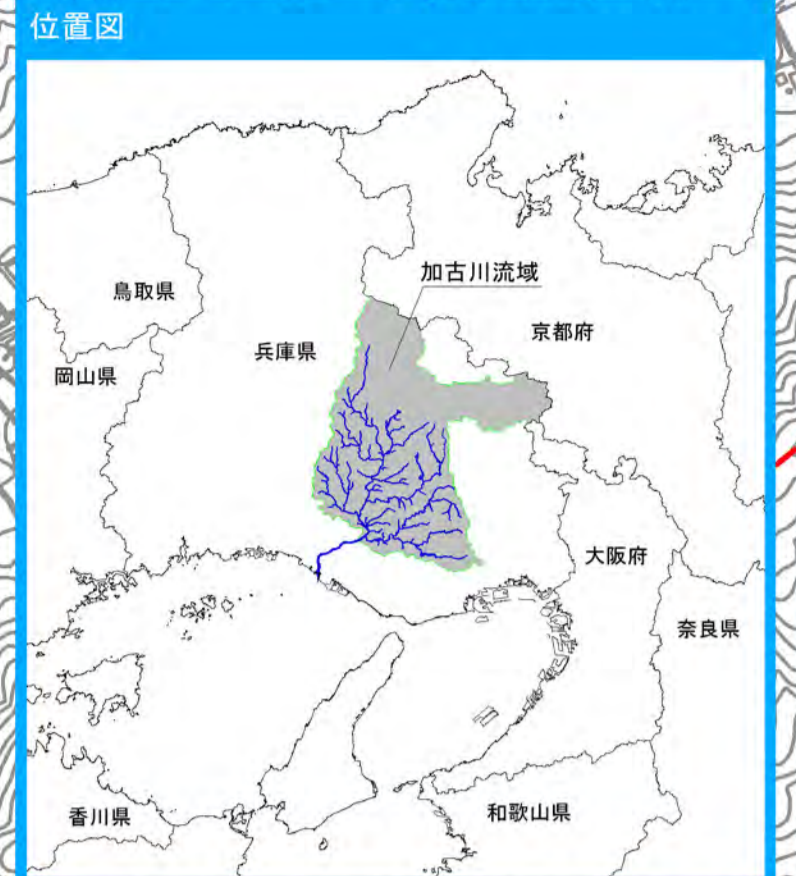 位置図
加古川流域
鳥取県
京都府
兵庫県
岡山県
大阪府
奈良県
香川県
和歌山県